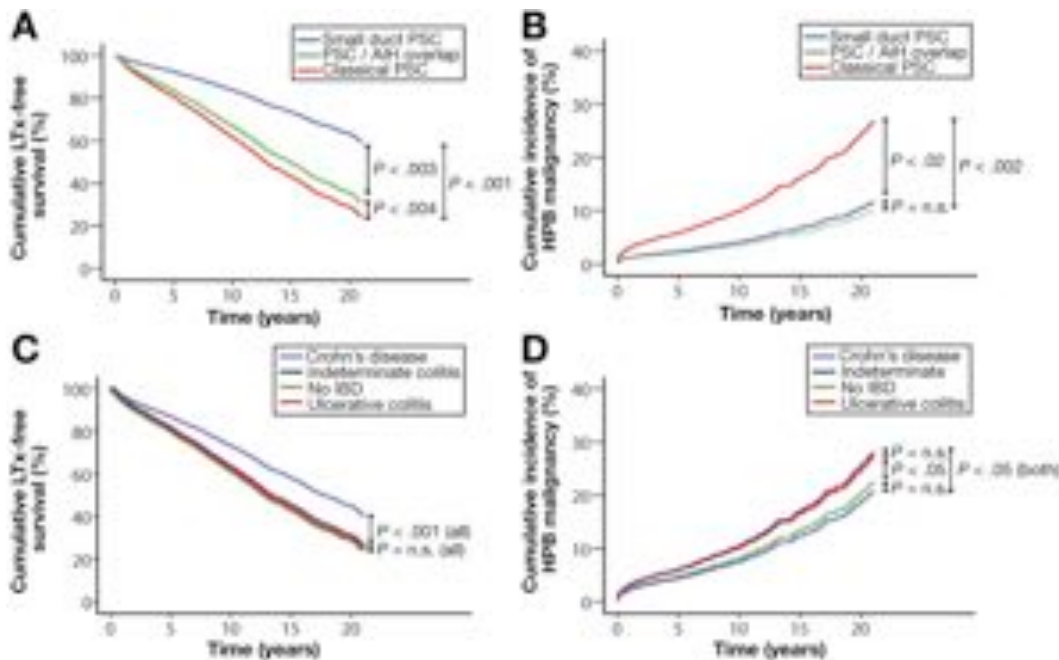 A
Small duct PSC
PSC / AIH overlap
Classical PSC
Cumulative LTx-free
survival (%)
100
80
60
40
20
0
P < .003
P < .004
P < .001
0 5 10 15 20
Time (years)
B
Small duct PSC
PSC / AIH overlap
Classical PSC
Cumulative incidence of
HPB malignancy (%)
40
30
20
10
0
P < .02
P = n.s.
P < .002
0 5 10 15 20
Time (years)
C
Crohn's disease
Indeterminate colitis
No IBD
Ulcerative colitis
Cumulative LTx-free
survival (%)
100
80
60
40
20
0
P < .001 (all)
P = n.s. (all)
0 5 10 15 20
Time (years)
D
Crohn's disease
Indeterminate
No IBD
Ulcerative colitis
Cumulative incidence of
HPB malignancy (%)
40
30
20
10
0
P = n.s.
P < .05
P = n.s.
P < .05 (both)
0 5 10 15 20
Time (years)